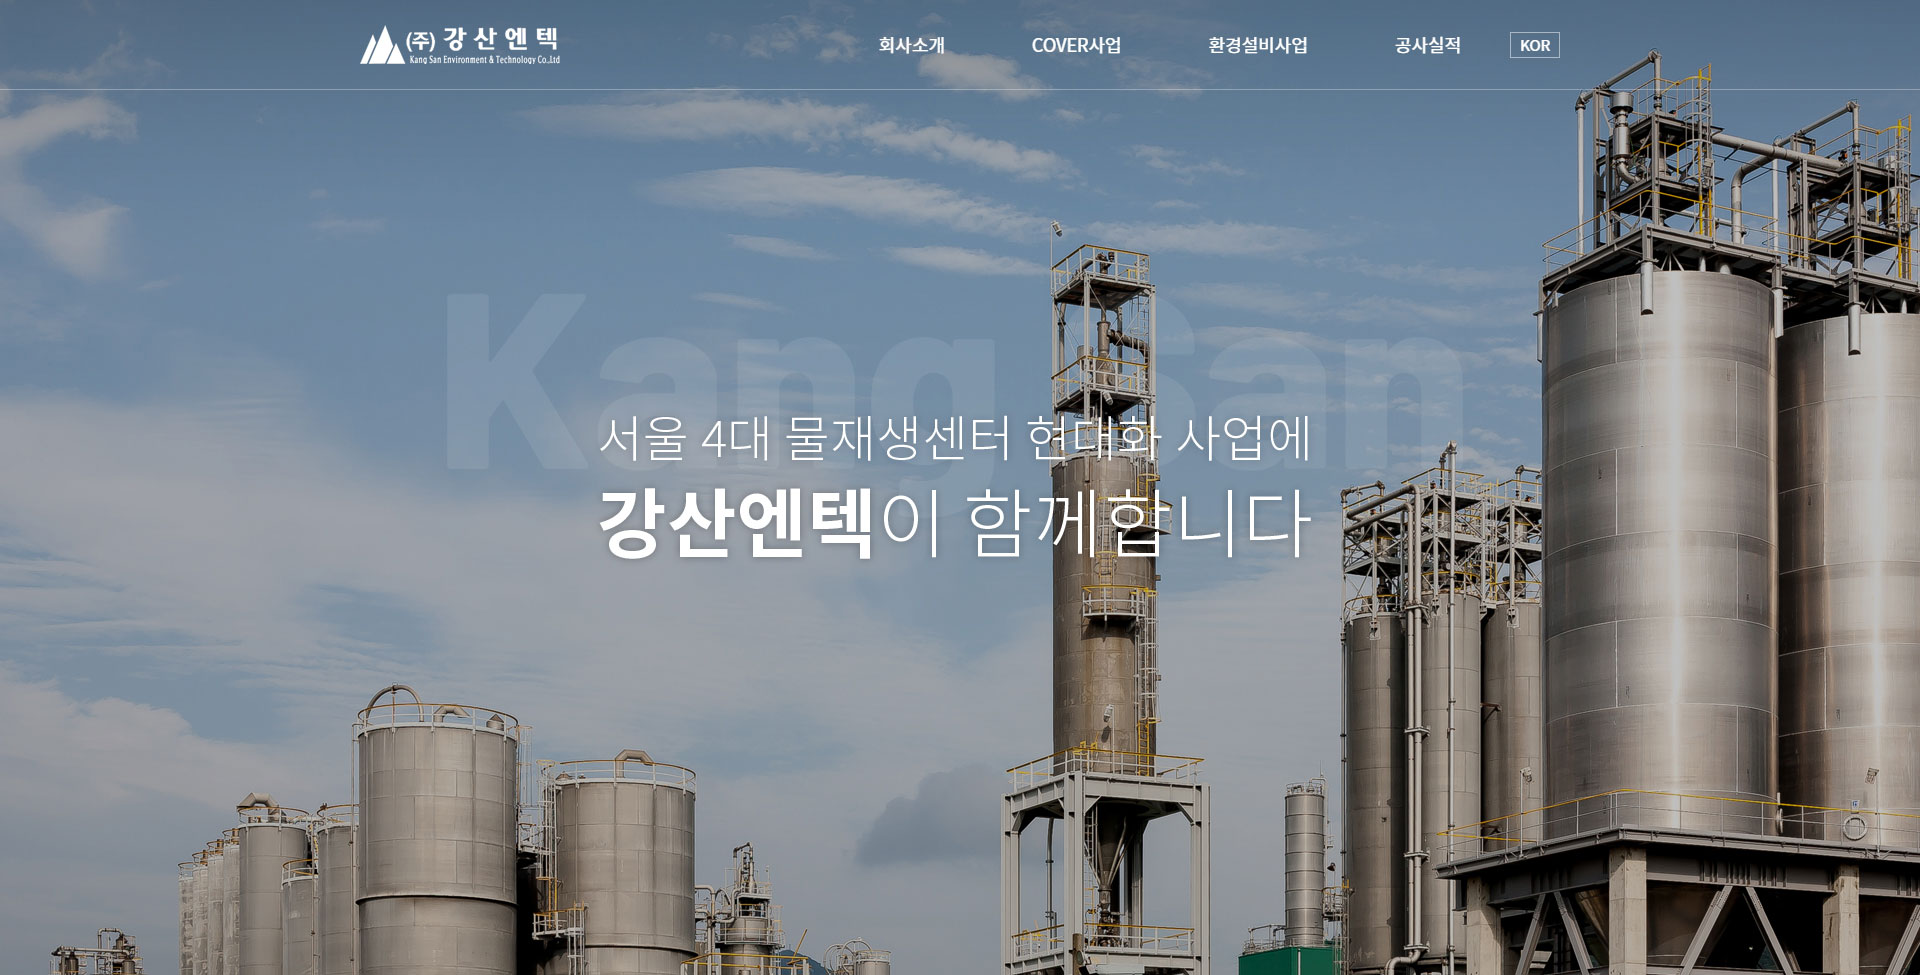 (주) 강산엔텍
Kang San Environment & Technology Co.,Ltd
회사소개
COVER사업
환경설비사업
공사실적
KOR
Kang San
서울 4대 물재생센터 현대화 사업에
강산엔텍이 함께합니다